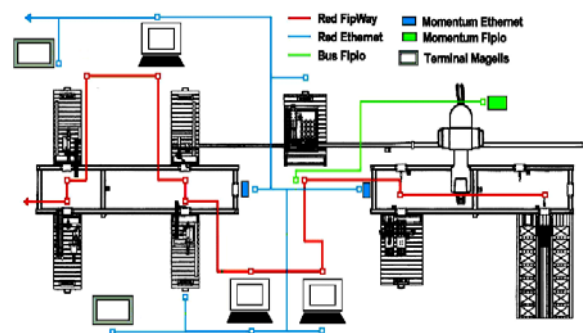 Red FipWay
Red Ethernet
Bus Fipio
Momentum Ethernet
Momentum Fipio
Terminal Magelis